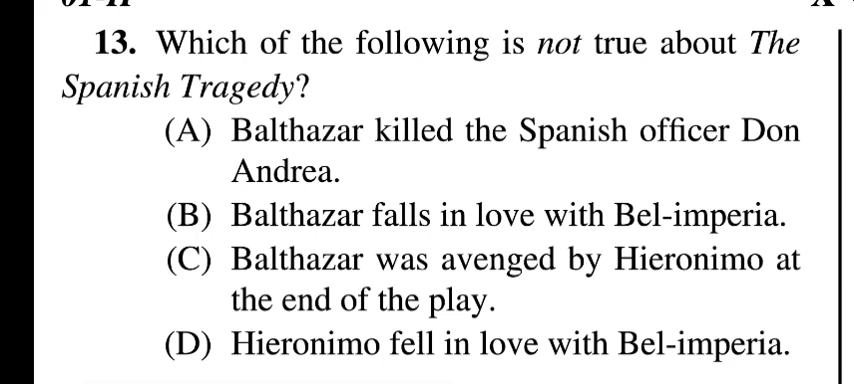 13. Which of the following is not true about The
Spanish Tragedy?
(A) Balthazar killed the Spanish officer Don
Andrea.
(B) Balthazar falls in love with Bel-imperia.
(C) Balthazar was avenged by Hieronimo at
the end of the play.
(D) Hieronimo fell in love with Bel-imperia.